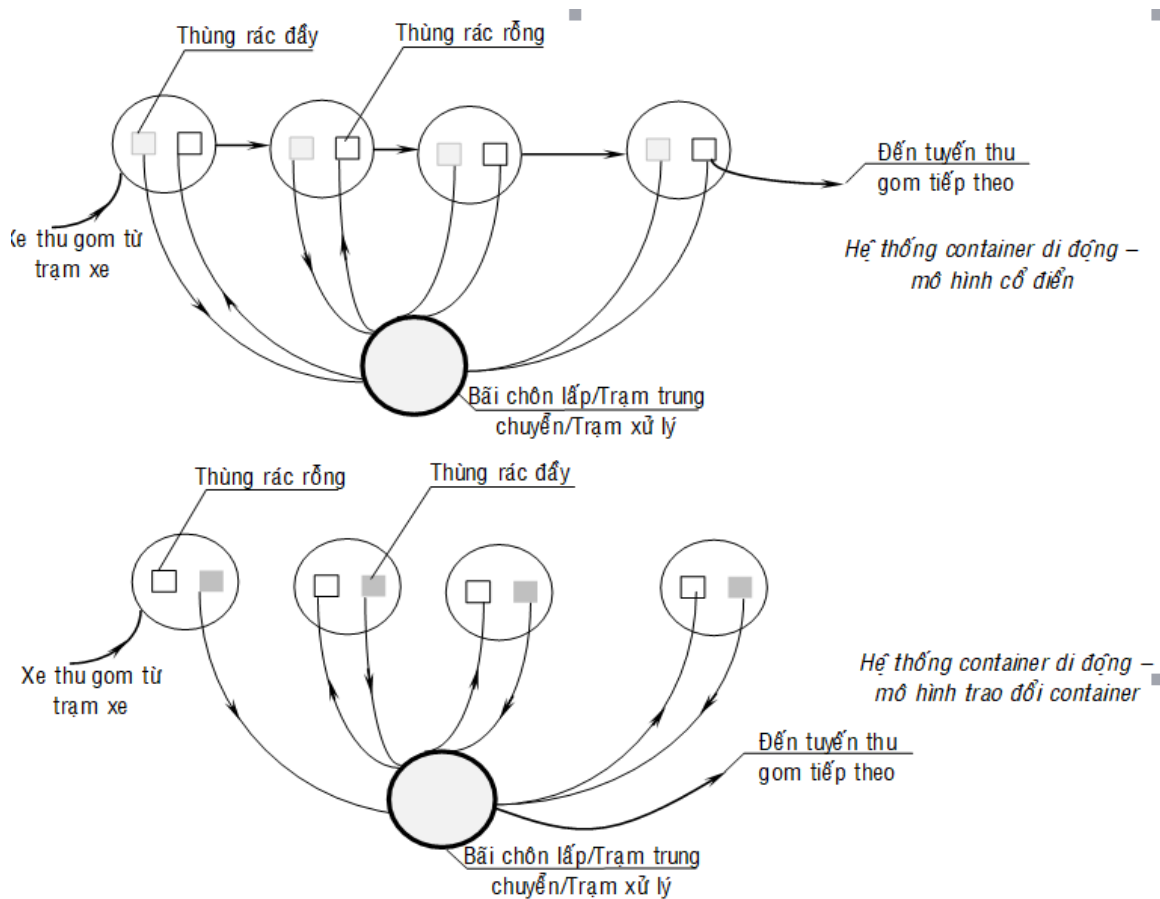 Thùng rác đầy
Thùng rác rỗng
Đến tuyến thu
gom tiếp theo
Xe thu gom từ
trạm xe
Hệ thống container di động –
mô hình cổ điển
Bãi chôn lấp/Trạm trung
chuyển/Trạm xử lý
Thùng rác rỗng
Thùng rác đầy
Xe thu gom từ
trạm xe
Hệ thống container di động –
mô hình trao đổi container
Đến tuyến thu
gom tiếp theo
Bãi chôn lấp/Trạm trung
chuyển/Trạm xử lý